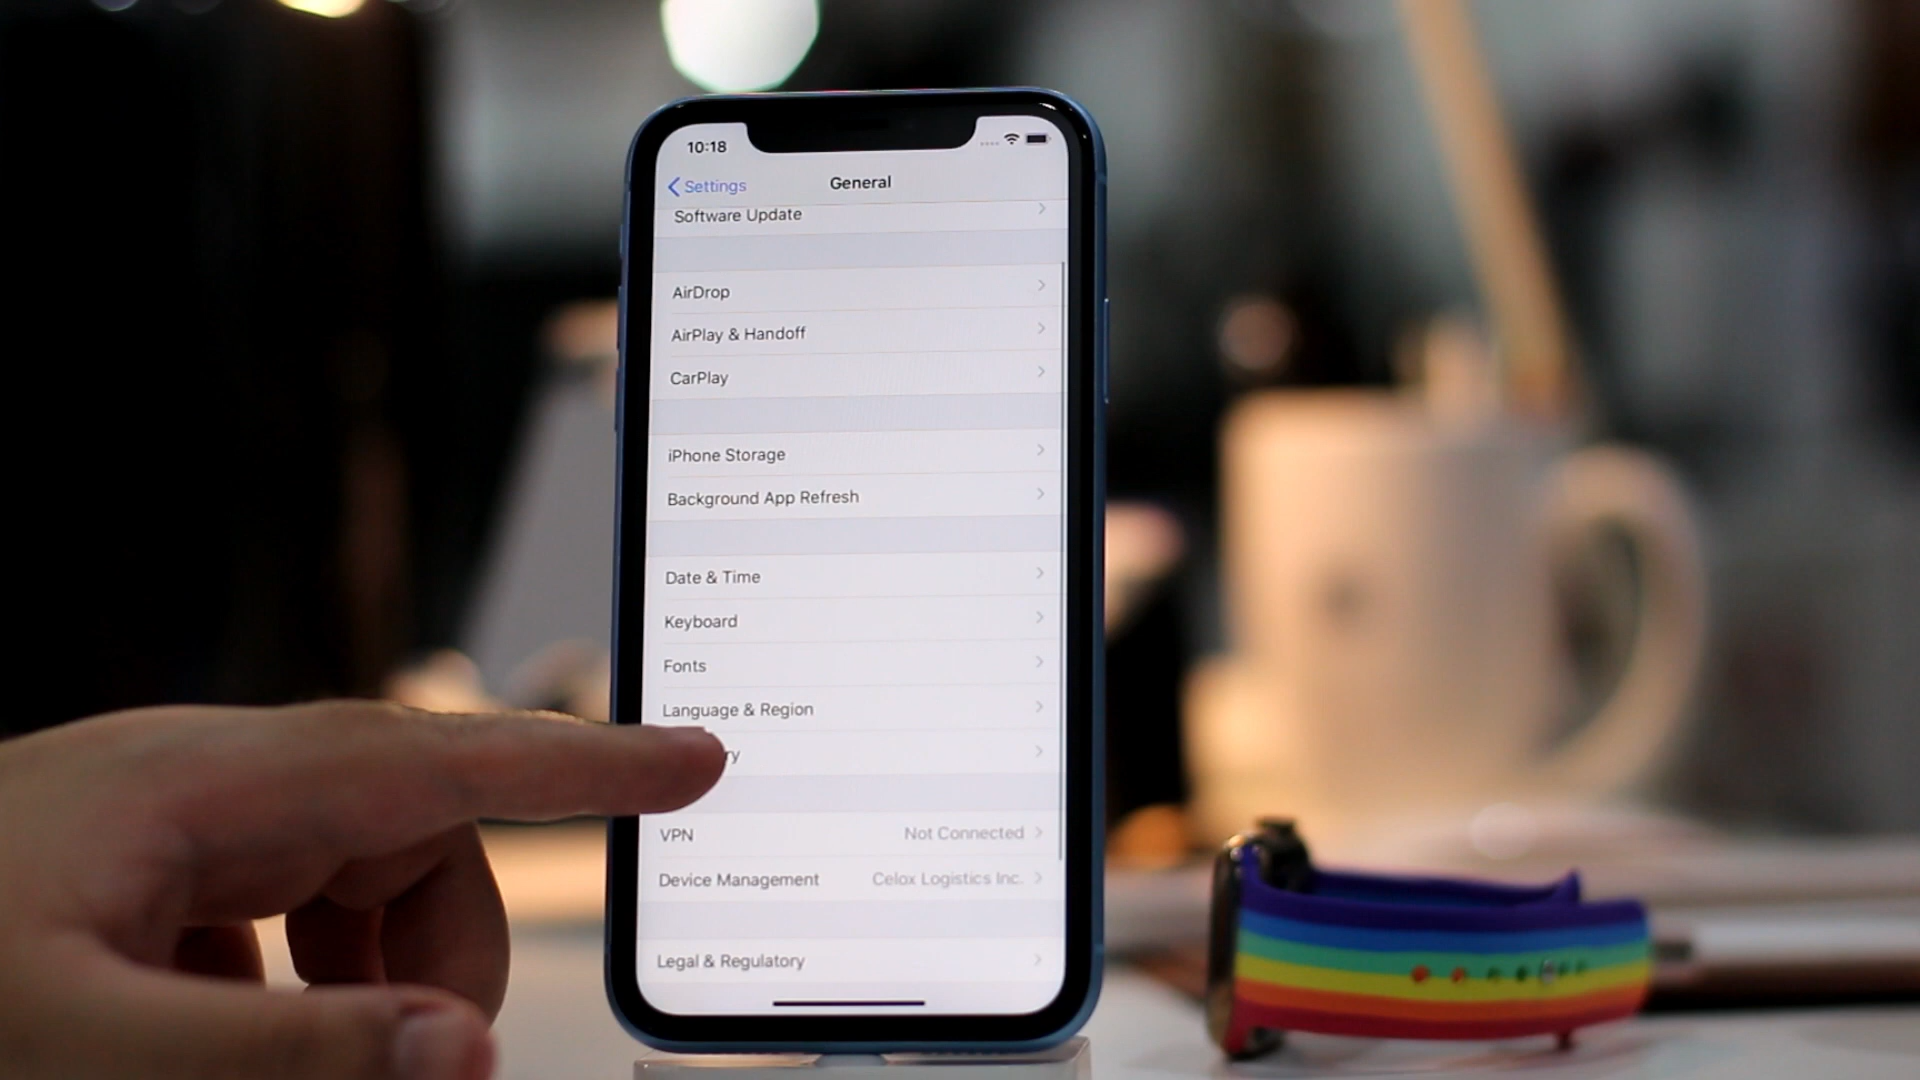 10:18
Settings
General
Software Update
AirDrop
AirPlay & Handoff
CarPlay
iPhone Storage
Background App Refresh
Date & Time
Keyboard
Fonts
Language & Region
ry
VPN Not Connected
Device Management Celox Logistics Inc.
Legal & Regulatory